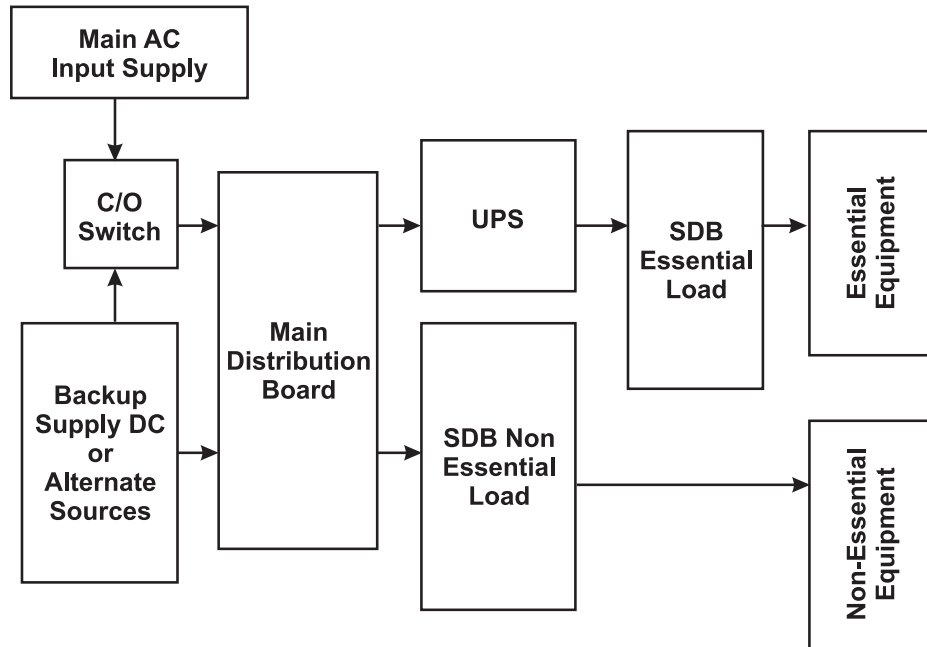 Main AC
Input Supply
C/O
Switch
Backup
Supply DC
or
Alternate
Sources
Main
Distribution
Board
UPS
SDB Non
Essential
Load
SDB
Essential
Load
Essential
Equipment
Non-Essential
Equipment